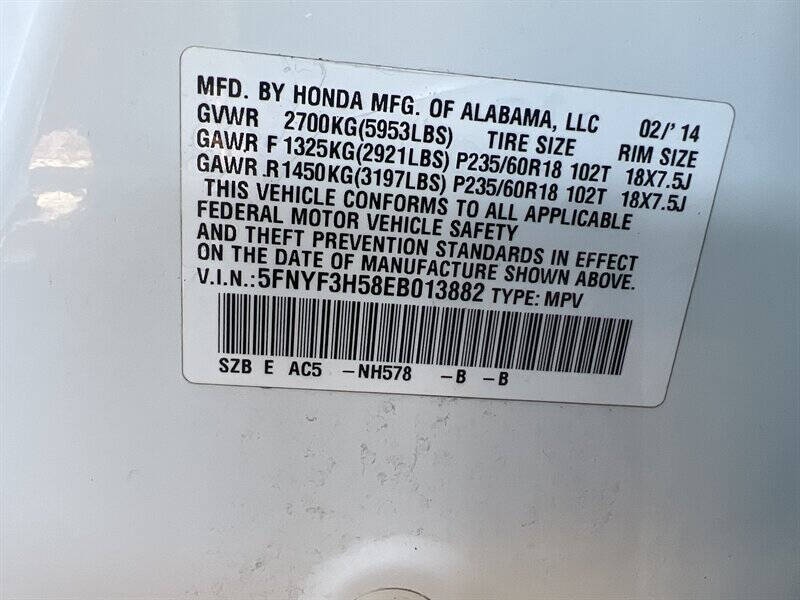 MFD. BY HONDA MFG. OF ALABAMA, LLC 02/'14
GVWR 2700KG(5953LBS) TIRE SIZE RIM SIZE
GAWR F 1325KG(2921LBS) P235/60R18 102T 18X7.5J
GAWR .R1450KG(3197LBS) P235/60R18 102T 18X7.5J
THIS VEHICLE CONFORMS TO ALL APPLICABLE
FEDERAL MOTOR VEHICLE SAFETY
AND THEFT PREVENTION STANDARDS IN EFFECT
ON THE DATE OF MANUFACTURE SHOWN ABOVE.
V.I.N.:5FNYF3H58EB013882 TYPE: MPV
SZB E AC5 -NH578 -B -B